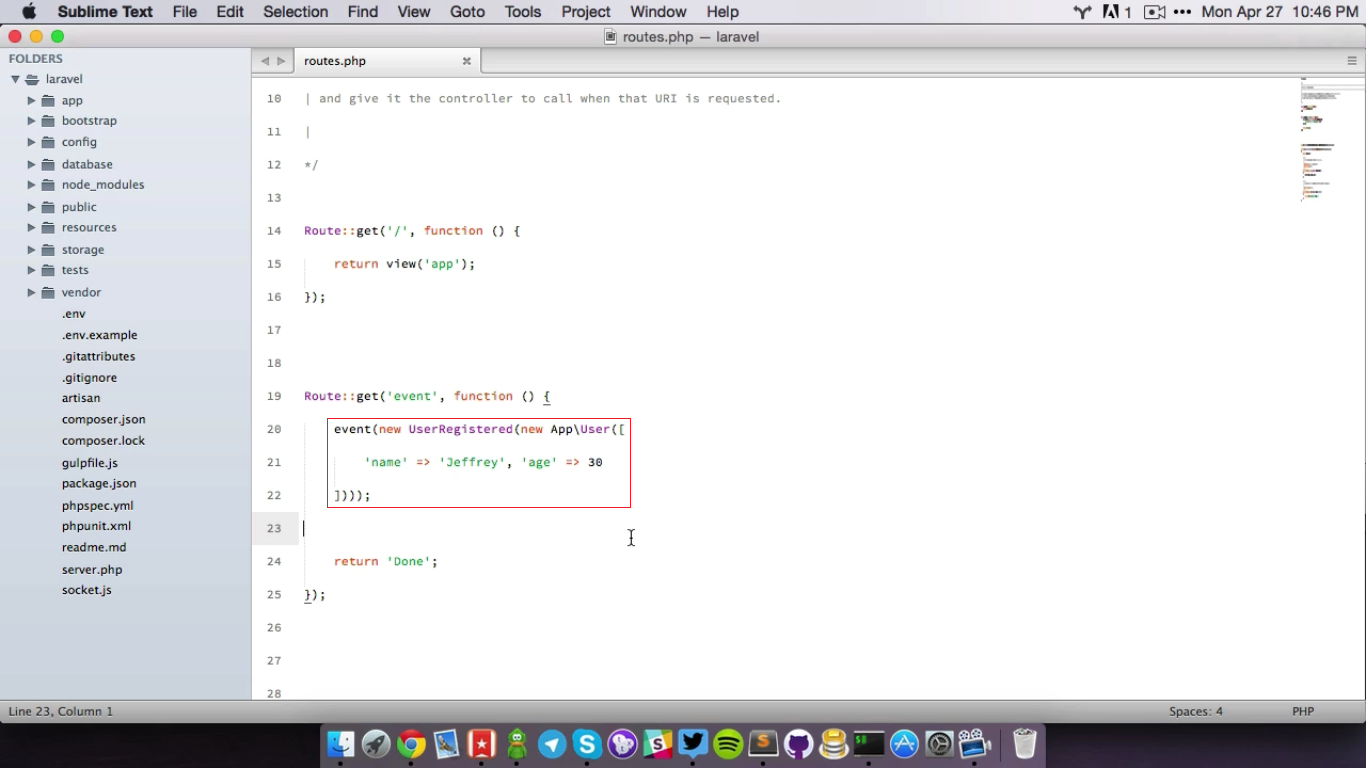 Sublime Text File Edit Selection Find View Goto Tools Project Window Help 1 Mon Apr 27 10:46 PM
routes.php — laravel
FOLDERS
laravel
app
bootstrap
config
database
node_modules
public
resources
storage
tests
vendor
.env
.env.example
.gitattributes
.gitignore
artisan
composer.json
composer.lock
gulpfile.js
package.json
phpspec.yml
phpunit.xml
readme.md
server.php
socket.js
routes.php
10 | and give it the controller to call when that URI is requested.
11 |
12 */
13
14 Route::get('/', function () {
15 return view('app');
16 });
17
18
19 Route::get('event', function () {
20 event(new UserRegistered(new App\User([
21 'name' => 'Jeffrey', 'age' => 30
22 ])));
23
24 return 'Done';
25 });
26
27
28
Line 23, Column 1 Spaces: 4 PHP